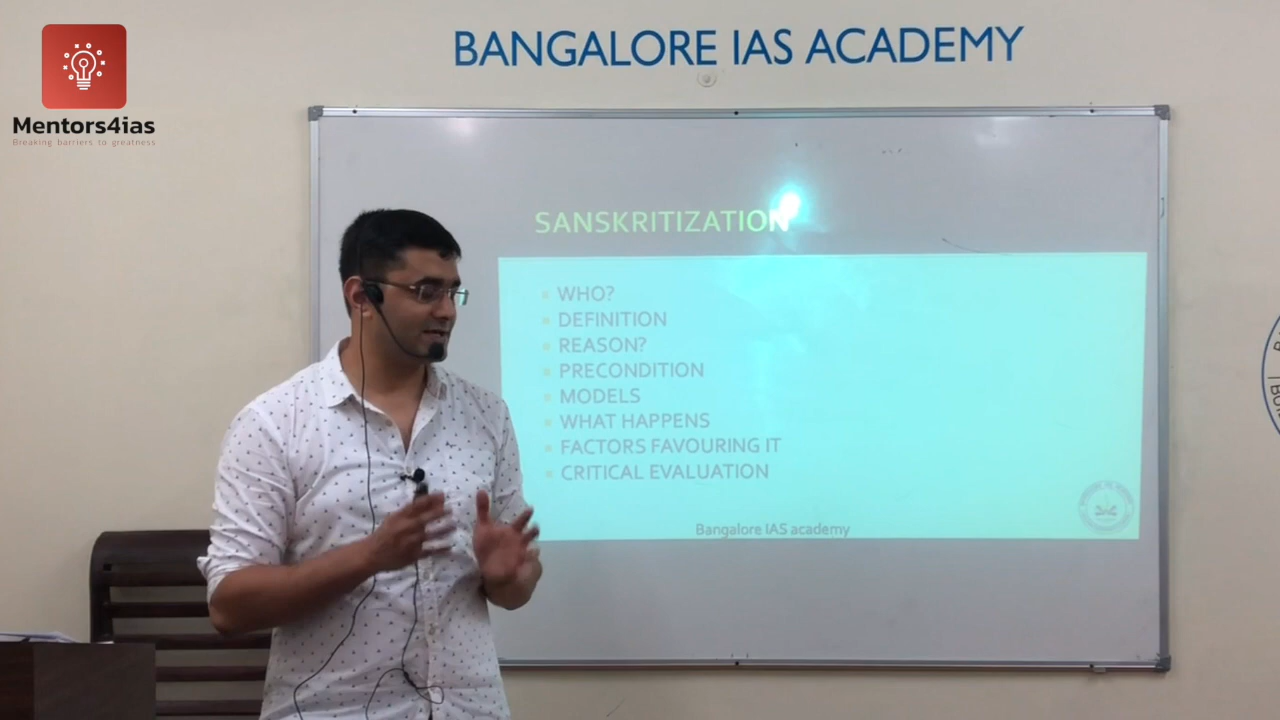 BANGALORE IAS ACADEMY
Mentors4ias
Breaking barriers to greatness
SANSKRITIZATION
WHO?
DEFINITION
REASON?
PRECONDITION
MODELS
WHAT HAPPENS
FACTORS FAVOURING IT
CRITICAL EVALUATION
Bangalore IAS academy